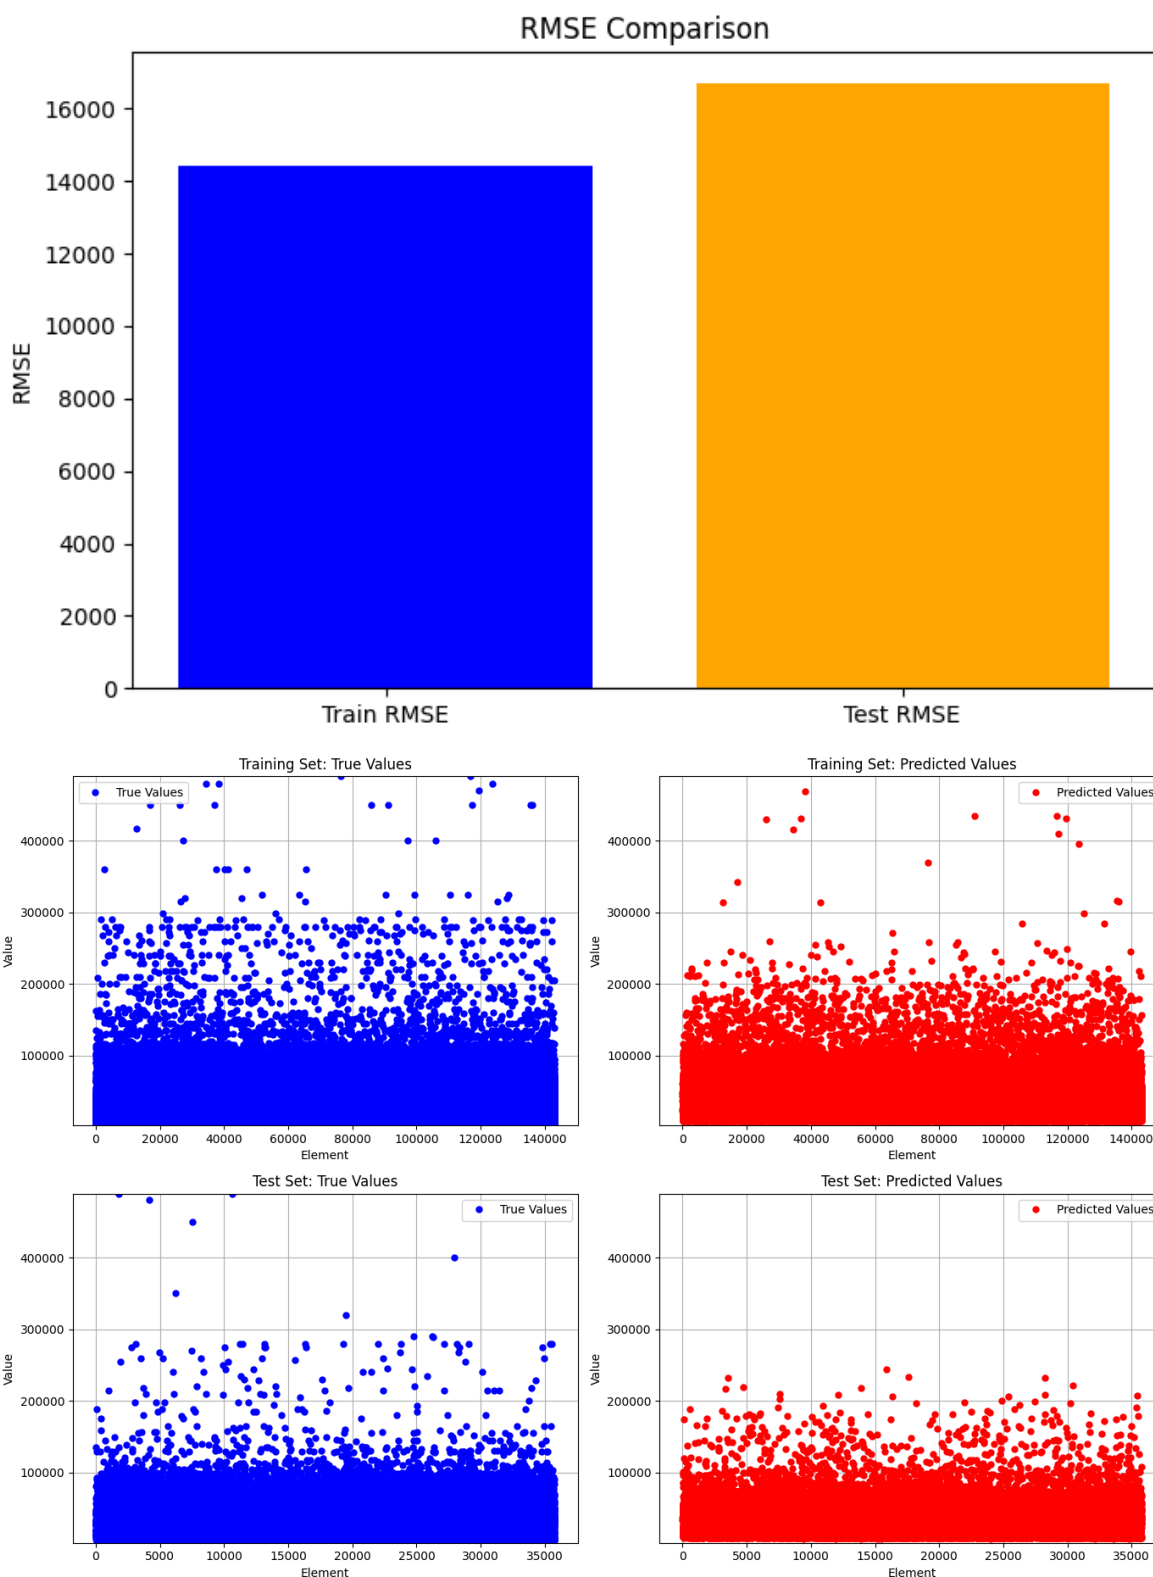 RMSE Comparison
RMSE
16000
14000
12000
10000
8000
6000
4000
2000
0
Train RMSE
Test RMSE
Training Set: True Values
True Values
Value
400000
300000
200000
100000
0 20000 40000 60000 80000 100000 120000 140000
Element
Training Set: Predicted Values
Predicted Values
Value
400000
300000
200000
100000
0 20000 40000 60000 80000 100000 120000 140000
Element
Test Set: True Values
True Values
Value
400000
300000
200000
100000
0 5000 10000 15000 20000 25000 30000 35000
Element
Test Set: Predicted Values
Predicted Values
Value
400000
300000
200000
100000
0 5000 10000 15000 20000 25000 30000 35000
Element